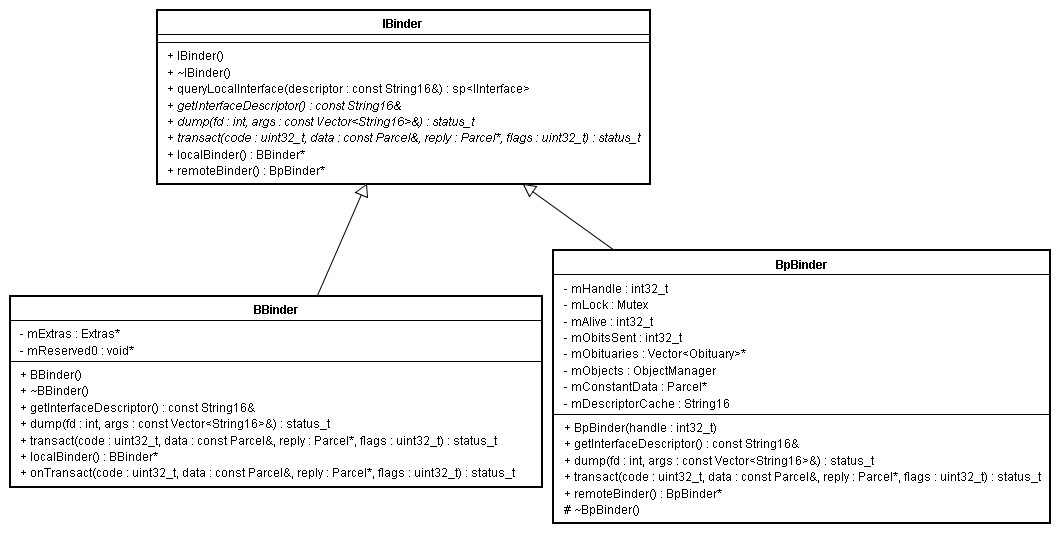 IBinder
+ IBinder()
+ ~IBinder()
+ queryLocalInterface(descriptor : const String16&) : sp<IInterface>
+ getInterfaceDescriptor() : const String16&
+ dump(fd : int, args : const Vector<String16>&) : status_t
+ transact(code : uint32_t, data : const Parcel&, reply : Parcel*, flags : uint32_t) : status_t
+ localBinder() : BBinder*
+ remoteBinder() : BpBinder*
BBinder
- mExtras : Extras*
- mReserved0 : void*
+ BBinder()
+ ~BBinder()
+ getInterfaceDescriptor() : const String16&
+ dump(fd : int, args : const Vector<String16>&) : status_t
+ transact(code : uint32_t, data : const Parcel&, reply : Parcel*, flags : uint32_t) : status_t
+ localBinder() : BBinder*
+ onTransact(code : uint32_t, data : const Parcel&, reply : Parcel*, flags : uint32_t) : status_t
BpBinder
- mHandle : int32_t
- mLock : Mutex
- mAlive : int32_t
- mObitsSent : int32_t
- mObituaries : Vector<Obituary>*
- mObjects : ObjectManager
- mConstantData : Parcel*
- mDescriptorCache : String16
+ BpBinder(handle : int32_t)
+ getInterfaceDescriptor() : const String16&
+ dump(fd : int, args : const Vector<String16>&) : status_t
+ transact(code : uint32_t, data : const Parcel&, reply : Parcel*, flags : uint32_t) : status_t
+ remoteBinder() : BpBinder*
# ~BpBinder()